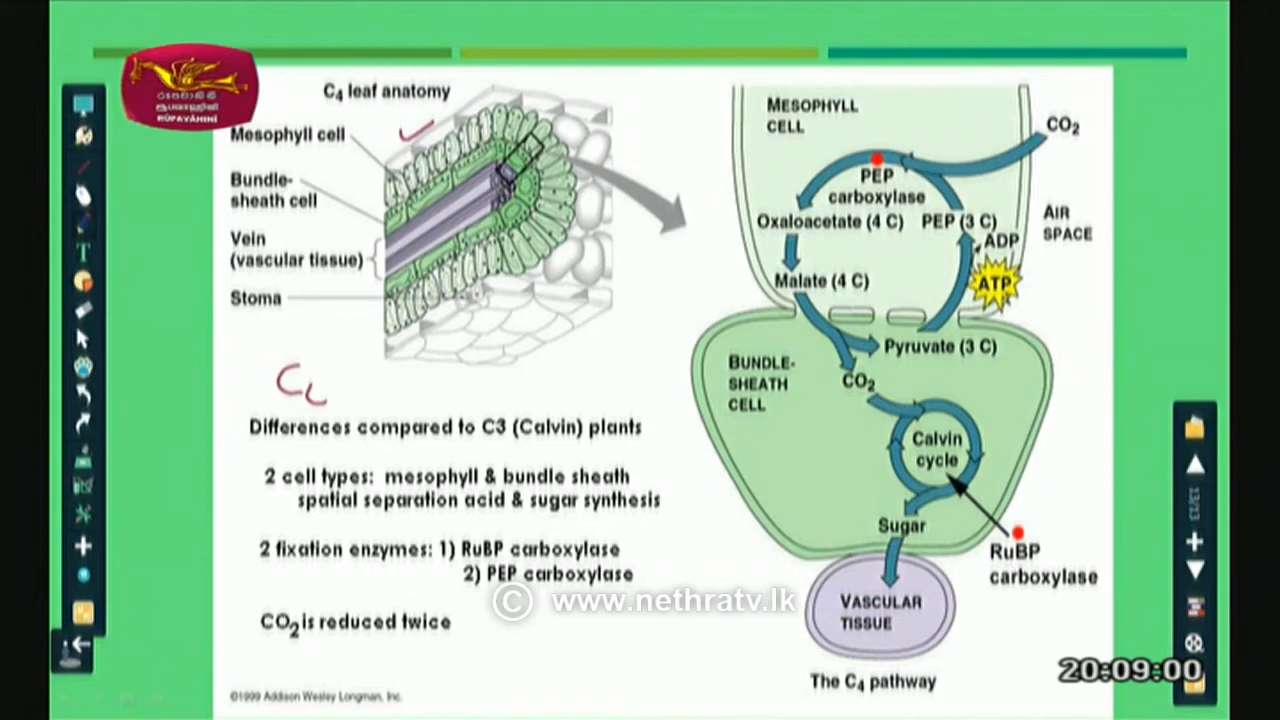 රූපවාහිනී
RŪPAVĀHINĪ
C4 leaf anatomy
Mesophyll cell
Bundle-
sheath cell
Vein
(vascular tissue)
Stoma
Differences compared to C3 (Calvin) plants
2 cell types: mesophyll & bundle sheath
spatial separation acid & sugar synthesis
2 fixation enzymes: 1) RuBP carboxylase
2) PEP carboxylase
CO2 is reduced twice
©1999 Addison Wesley Longman, Inc.
MESOPHYLL
CELL
CO2
PEP
carboxylase
Oxaloacetate (4 C)
PEP (3 C)
AIR
SPACE
ADP
Malate (4 C)
ATP
Pyruvate (3 C)
BUNDLE-
SHEATH
CELL
CO2
Calvin
cycle
Sugar
RuBP
carboxylase
VASCULAR
TISSUE
The C4 pathway
© www.nethratv.lk
13/13
T
20:09:00